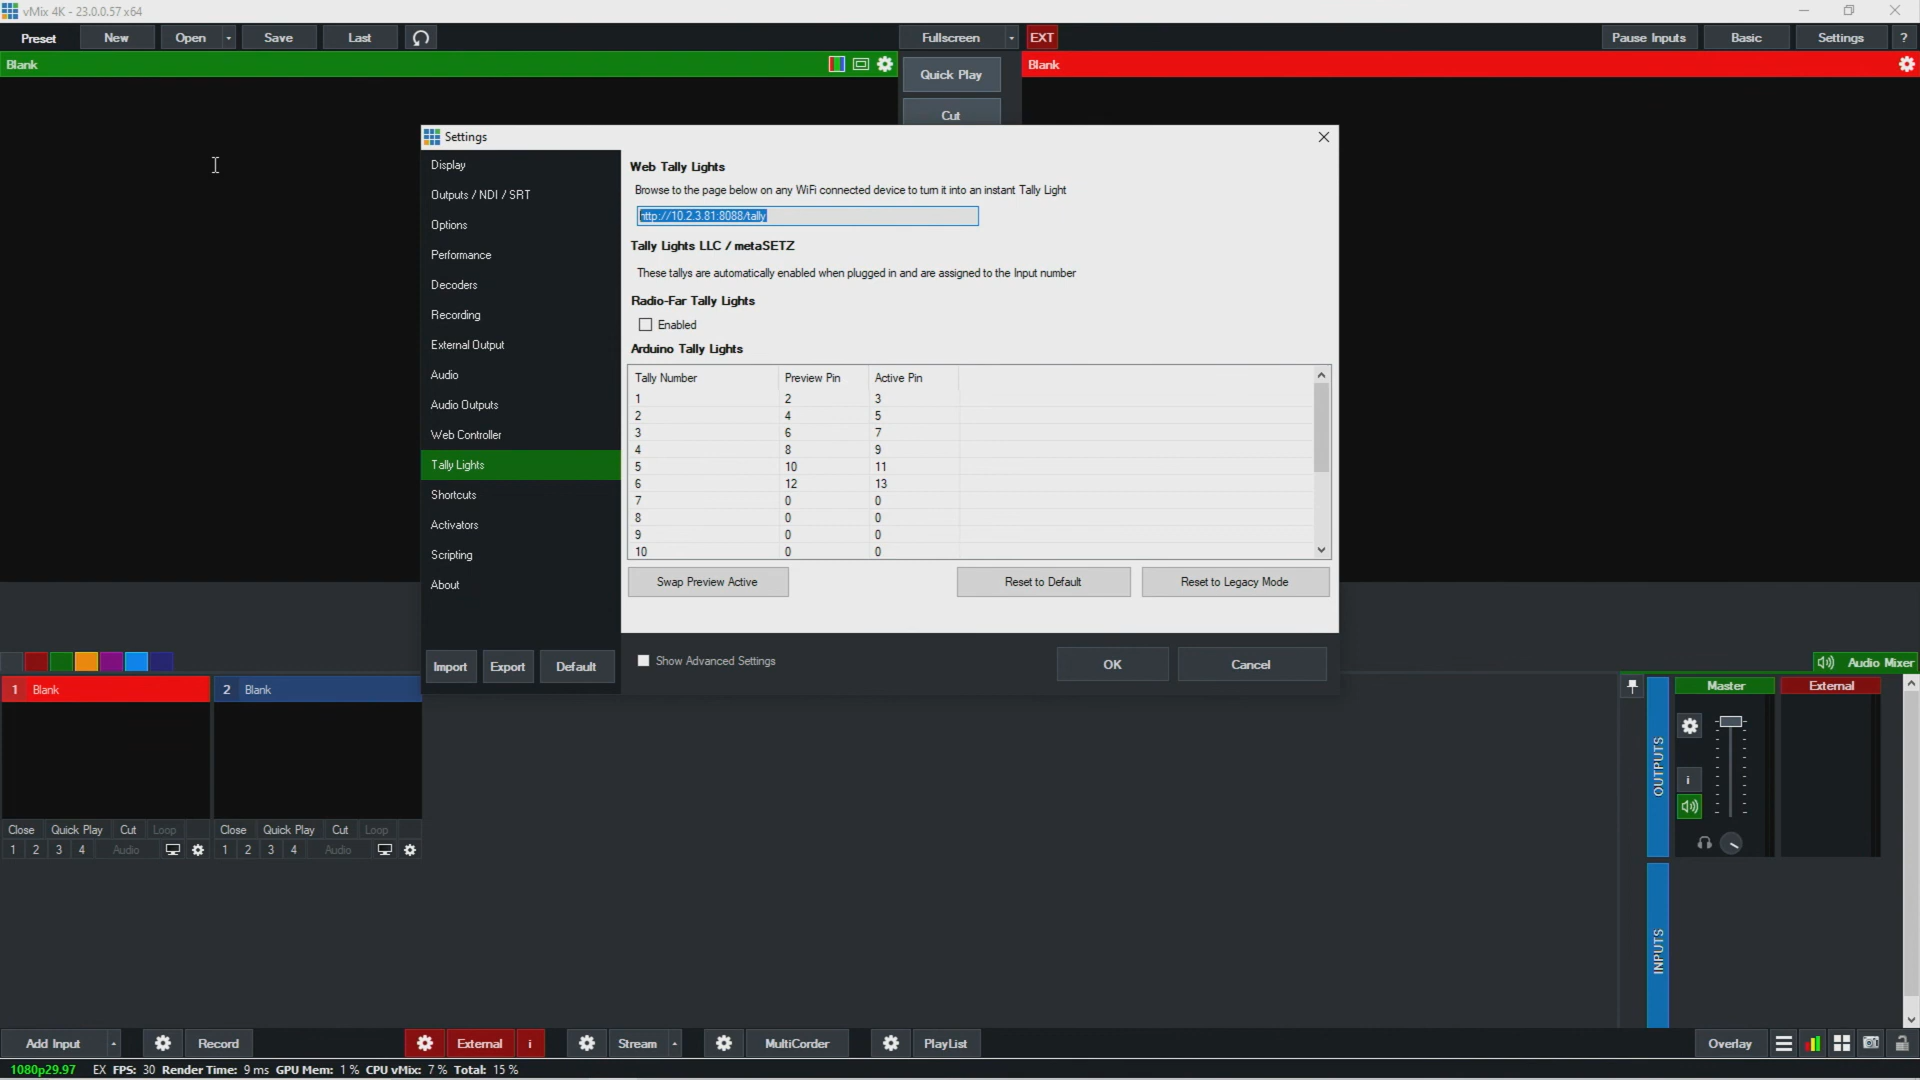 vMix 4K - 23.0.0.57 x64
Preset New Open Save Last Fullscreen EXT Pause Inputs Basic Settings ?
Blank Quick Play Blank
Cut
Settings
Display
Outputs / NDI / SRT
Options
Performance
Decoders
Recording
External Output
Audio
Audio Outputs
Web Controller
Tally Lights
Shortcuts
Activators
Scripting
About
Import Export Default
Web Tally Lights
Browse to the page below on any WiFi connected device to turn it into an instant Tally Light
http://10.2.3.81:8088/tally
Tally Lights LLC / metaSETZ
These tallys are automatically enabled when plugged in and are assigned to the Input number
Radio-Far Tally Lights
Enabled
Arduino Tally Lights
Tally Number Preview Pin Active Pin
1 2 3
2 4 5
3 6 7
4 8 9
5 10 11
6 12 13
7 0 0
8 0 0
9 0 0
10 0 0
Swap Preview Active Reset to Default Reset to Legacy Mode
Show Advanced Settings OK Cancel
Audio Mixer
1 Blank 2 Blank
Master External
OUTPUTS
i
INPUTS
Close Quick Play Cut Loop Close Quick Play Cut Loop
1 2 3 4 Audio 1 2 3 4 Audio
Add Input Record External i Stream MultiCorder PlayList Overlay
1080p29.97 EX FPS: 30 Render Time: 9 ms GPU Mem: 1 % CPU vMix: 7 % Total: 15 %